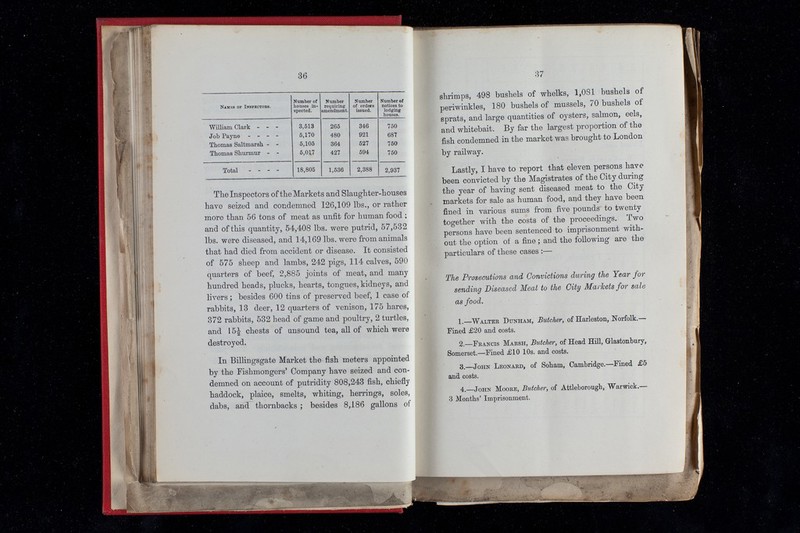 36
Names of Inspectors. Number of houses inspected. Number requiring amendment. Number of orders issued. Number of notices to lodging houses.
William Clark - - - 3,513 265 346 750
Job Payne - - - - 5,170 480 921 687
Thomas Saltmarsh - - 5,105 364 527 750
Thomas Shurmur - - 5,017 427 594 750
Total - - - - 18,805 1,536 2,388 2,937
The Inspectors of the Markets and Slaughter-houses
have seized and condemned 126,109 lbs., or rather
more than 56 tons of meat as unfit for human food ;
and of this quantity, 54,408 lbs. were putrid, 57,532
lbs. were diseased, and 14,169 lbs. were from animals
that had died from accident or disease. It consisted
of 575 sheep and lambs, 242 pigs, 114 calves, 590
quarters of beef, 2,885 joints of meat, and many
hundred heads, plucks, hearts, tongues, kidneys, and
livers ; besides 600 tins of preserved beef, 1 case of
rabbits, 13 deer, 12 quarters of venison, 175 hares,
372 rabbits, 532 head of game and poultry, 2 turtles,
and 15½ chests of unsound tea, all of which were
destroyed.
In Billingsgate Market the fish meters appointed
by the Fishmongers' Company have seized and con-
demned on account of putridity 808,243 fish, chiefly
haddock, plaice, smelts, whiting, herrings, soles,
dabs, and thornbacks ; besides 8,186 gallons of
37
shrimps, 498 bushels of whelks, 1,081 bushels of
periwinkles, 180 bushels of mussels, 70 bushels of
sprats, and large quantities of oysters, salmon, eels,
and whitebait. By far the largest proportion of the
fish condemned in the market was brought to London
by railway.
Lastly, I have to report that eleven persons have
been convicted by the Magistrates of the City during
the year of having sent diseased meat to the City
markets for sale as human food, and they have been
fined in various sums from five pounds to twenty
together with the costs of the proceedings. Two
persons have been sentenced to imprisonment with-
out the option of a fine ; and the following are the
particulars of these cases :—
The Prosecutions and Convictions during the Year for
sending Diseased Meat to the City Markets for sale
as food.
1.—Walter Dunham, Butcher, of Harleston, Norfolk.—
Fined £20 and costs.
2.—Francis Marsh, Butcher, of Head Hill, Glastonbury,
Somerset.—Fined £10 10s. and costs.
3.—John Leonard, of Soham, Cambridge.—Fined £5
and costs.
4.—John Moore, Butcher, of Attleborough, Warwick.—
3 Months' Imprisonment.